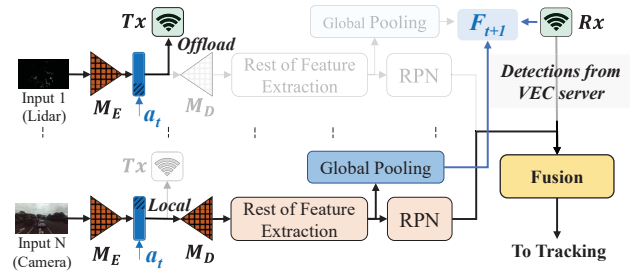 Tx
Global Pooling
F_{t+1}
Rx
Offload
Input 1
(Lidar)
M_E
a_t
M_D
Rest of Feature
Extraction
RPN
Detections from
VEC server
Tx
Global Pooling
Local
Input N
(Camera)
M_E
a_t
M_D
Rest of Feature
Extraction
RPN
Fusion
To Tracking